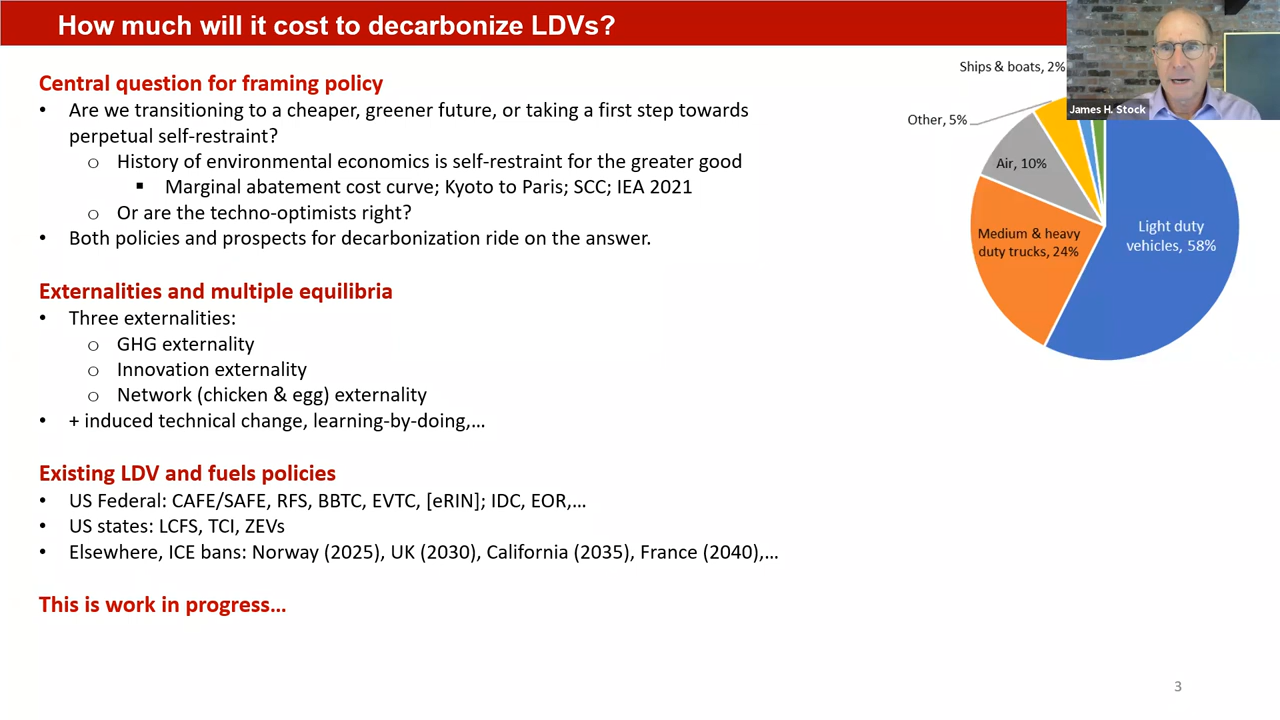 How much will it cost to decarbonize LDVs?
Central question for framing policy
• Are we transitioning to a cheaper, greener future, or taking a first step towards
perpetual self-restraint?
o History of environmental economics is self-restraint for the greater good
▪ Marginal abatement cost curve; Kyoto to Paris; SCC; IEA 2021
o Or are the techno-optimists right?
• Both policies and prospects for decarbonization ride on the answer.
Externalities and multiple equilibria
• Three externalities:
o GHG externality
o Innovation externality
o Network (chicken & egg) externality
• + induced technical change, learning-by-doing,…
Existing LDV and fuels policies
• US Federal: CAFE/SAFE, RFS, BBTC, EVTC, [eRIN]; IDC, EOR,…
• US states: LCFS, TCI, ZEVs
• Elsewhere, ICE bans: Norway (2025), UK (2030), California (2035), France (2040),…
This is work in progress…
Ships & boats, 2%
James H. Stock
Other, 5%
Air, 10%
Medium & heavy
duty trucks, 24%
Light duty
vehicles, 58%
3